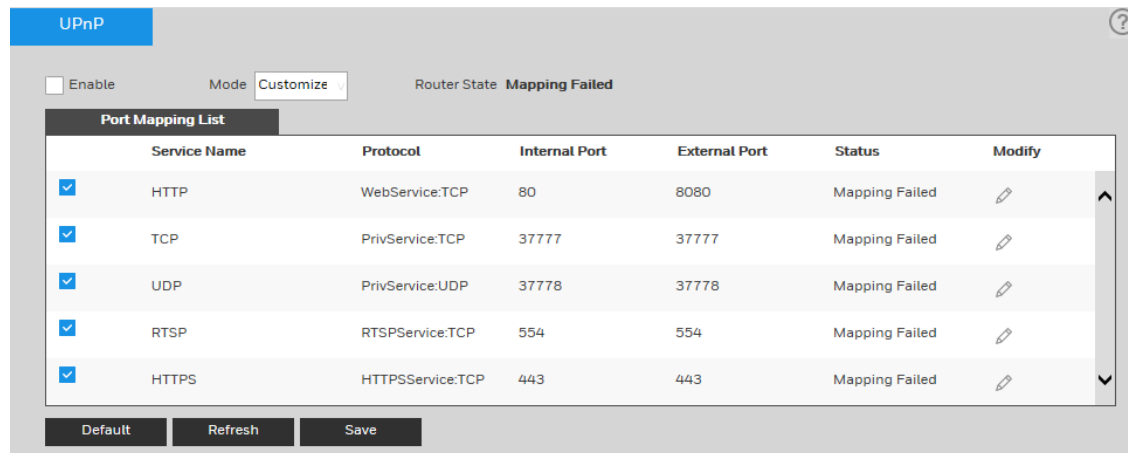 UPnP
?
Enable Mode Customize Router State Mapping Failed
Port Mapping List
Service Name Protocol Internal Port External Port Status Modify
HTTP WebService:TCP 80 8080 Mapping Failed
TCP PrivService:TCP 37777 37777 Mapping Failed
UDP PrivService:UDP 37778 37778 Mapping Failed
RTSP RTSPService:TCP 554 554 Mapping Failed
HTTPS HTTPSService:TCP 443 443 Mapping Failed
Default Refresh Save